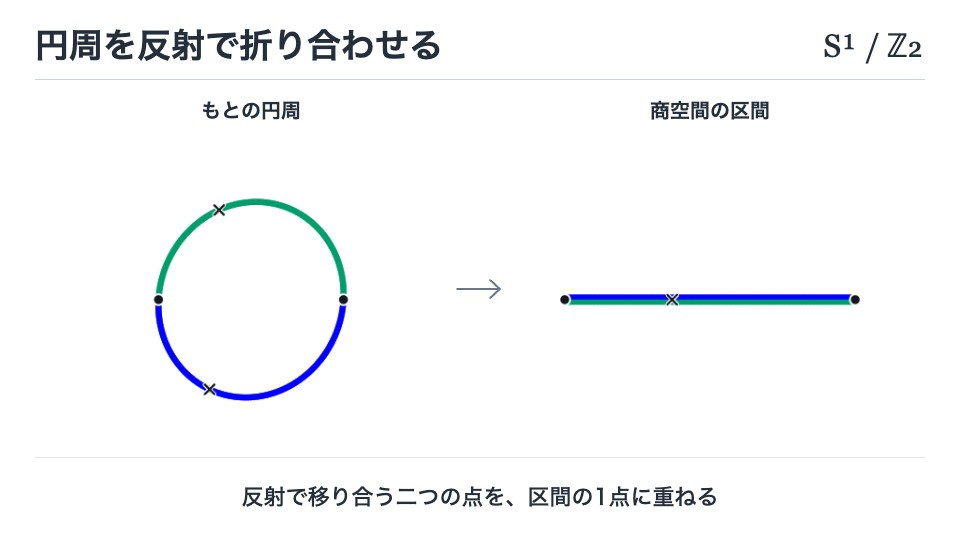 円周を反射で折り合わせる
S¹ / ℤ₂
もとの円周
商空間の区間
反射で移り合う二つの点を、区間の1点に重ねる